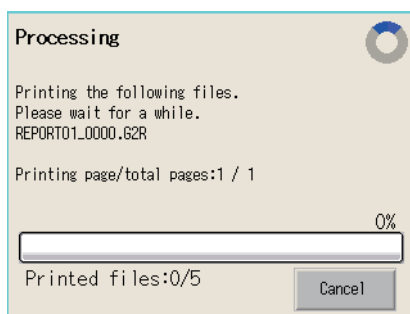 Processing
Printing the following files.
Please wait for a while.
REPORT01_0000.G2R
Printing page/total pages:1 / 1
0%
Printed files:0/5
Cancel